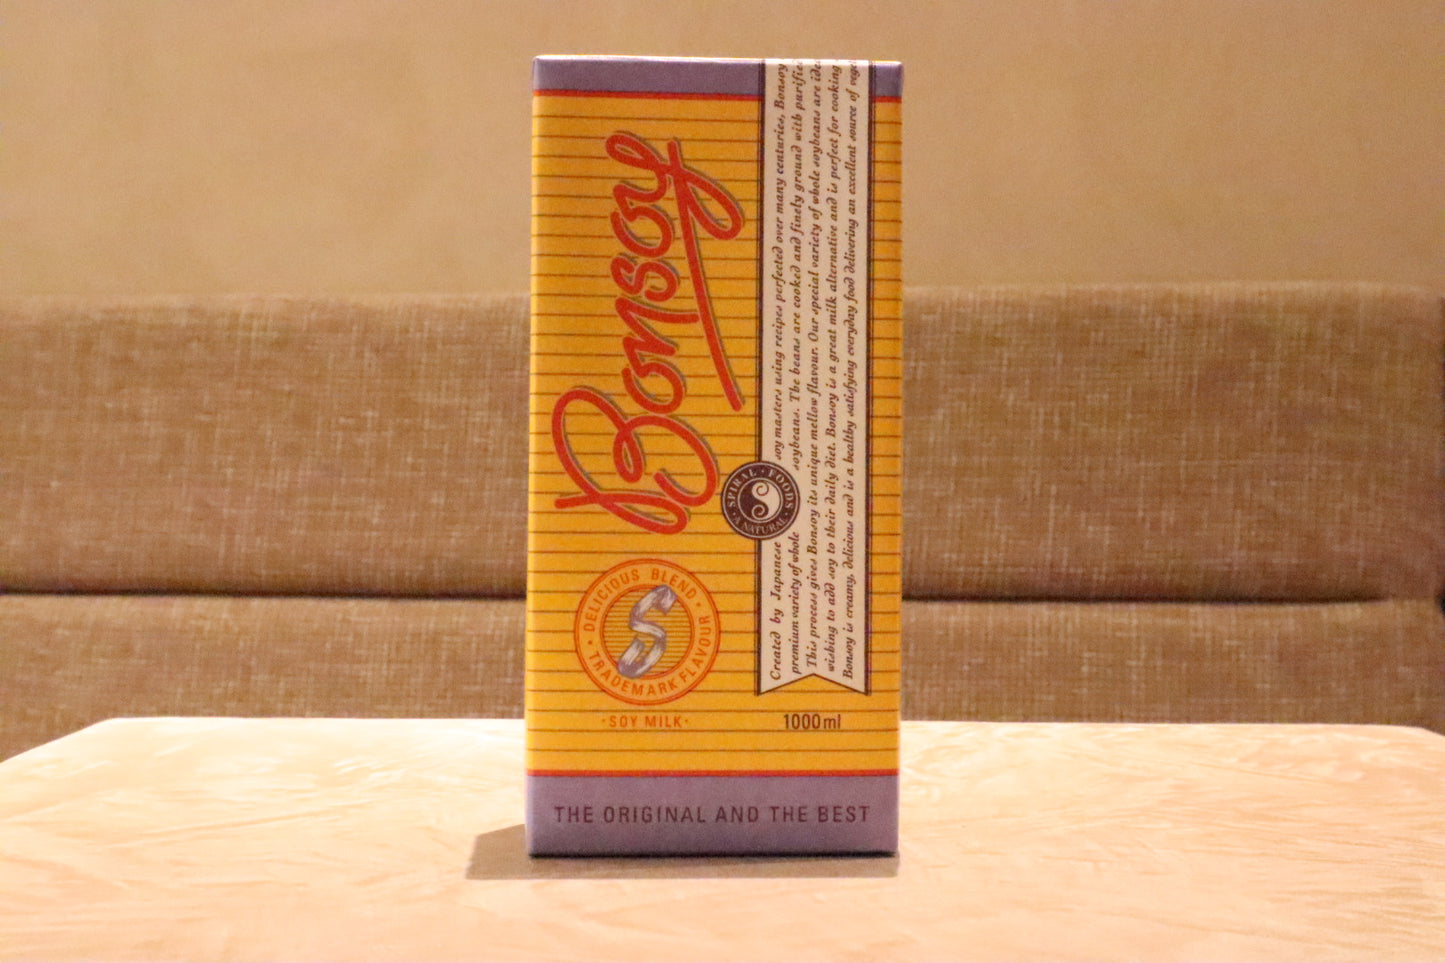 Bonsoy
Created by Japanese soy masters using recipes perfected over many centuries, Bonsoy
premium variety of whole soybeans. The beans are cooked and finely ground with purifie
This process gives Bonsoy its unique mellow flavour. Our special variety of whole soybeans are idea
wishing to add soy to their daily diet. Bonsoy is a great milk alternative and is perfect for cooking
Bonsoy is creamy, delicious and is a healthy satisfying everyday food delivering an excellent source of vege
SPIRAL · FOODS
· A NATURAL ·
· DELICIOUS BLEND ·
S
TRADEMARK FLAVOUR
·SOY MILK·
1000ml
THE ORIGINAL AND THE BEST